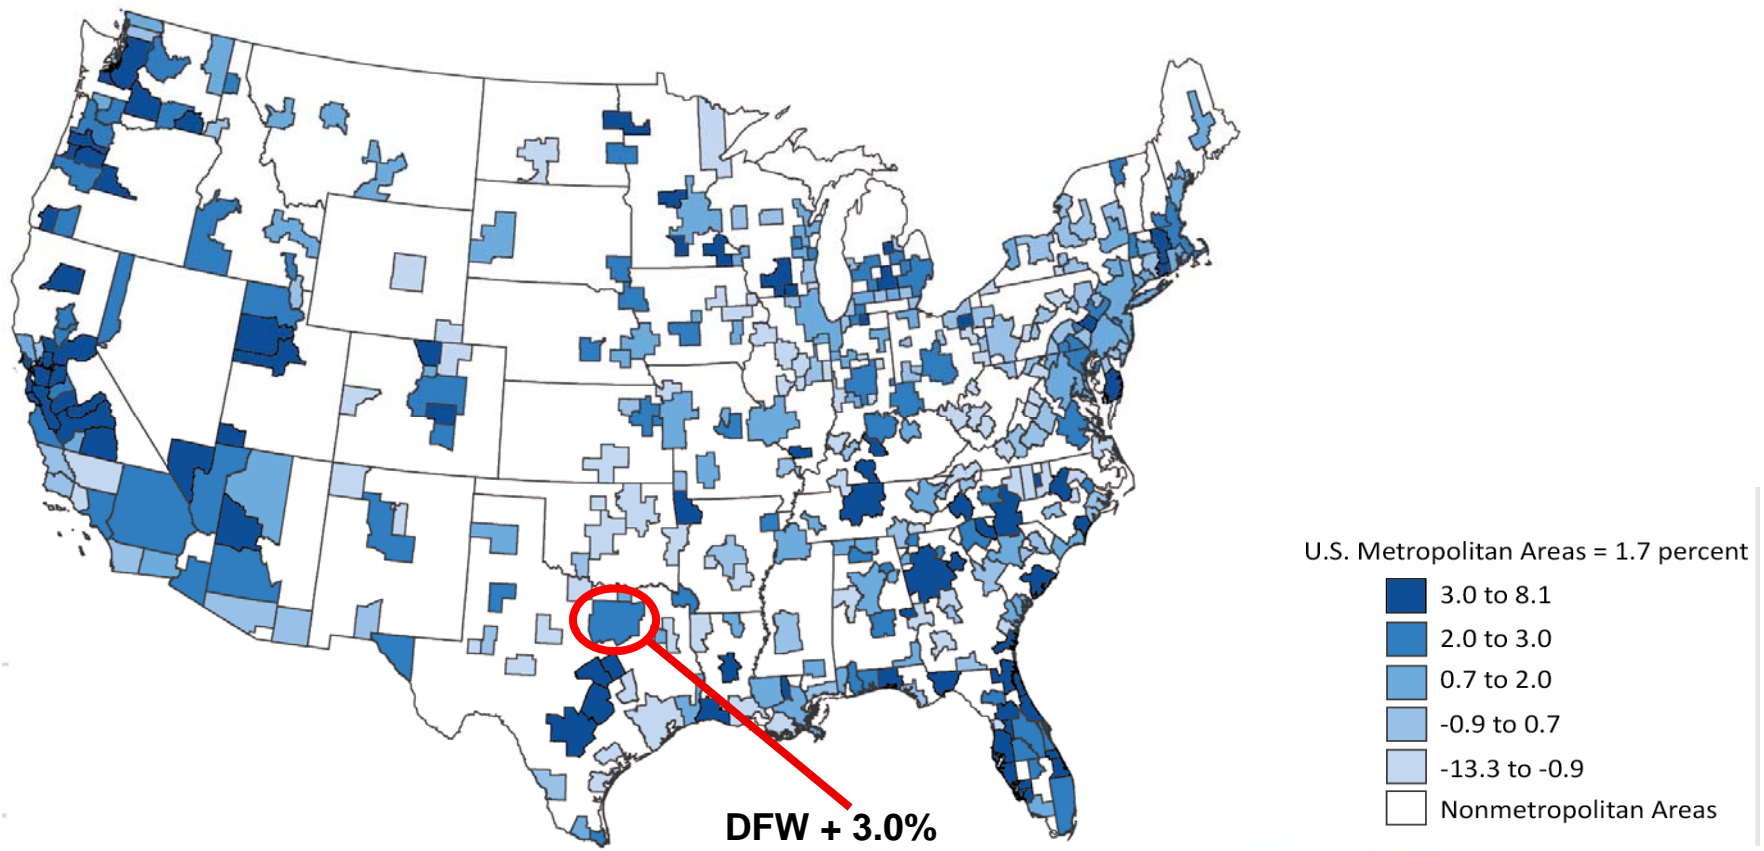 U.S. Metropolitan Areas = 1.7 percent
3.0 to 8.1
2.0 to 3.0
0.7 to 2.0
-0.9 to 0.7
-13.3 to -0.9
Nonmetropolitan Areas
DFW + 3.0%